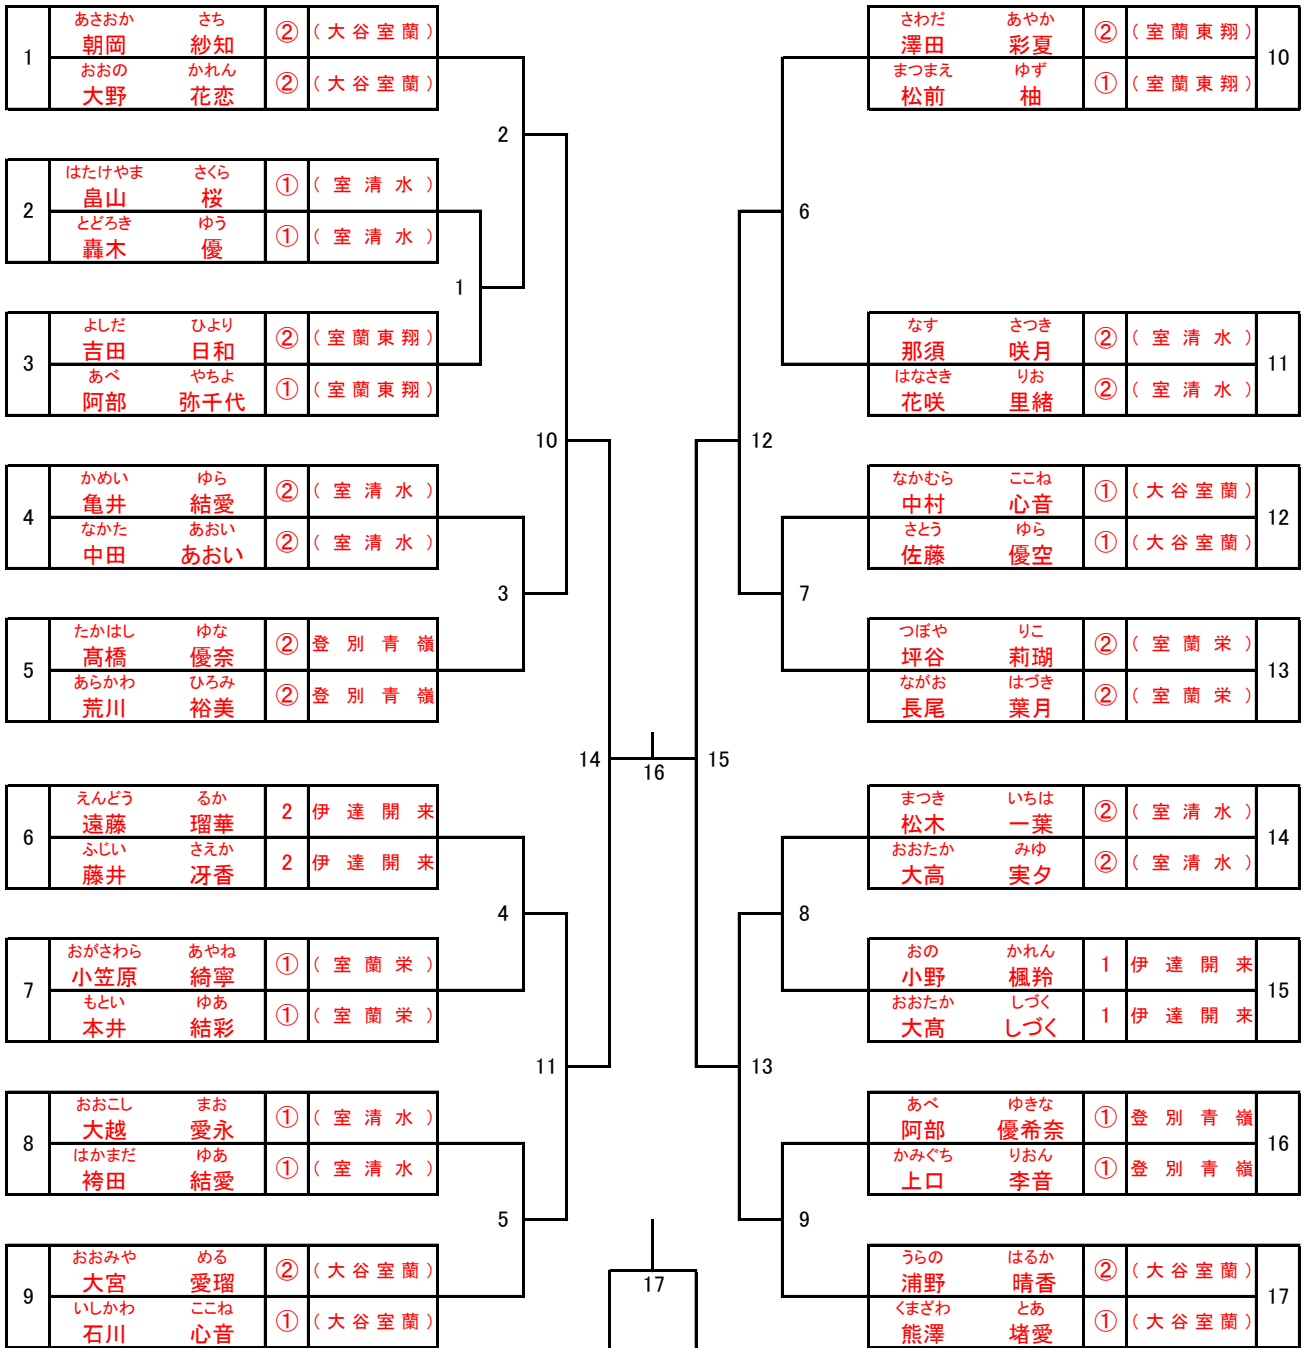 1
あさおか さち
朝岡 紗知 ② (大谷室蘭)
おおの かれん
大野 花恋 ② (大谷室蘭)
2
はたけやま さくら
畠山 桜 ① (室清水)
とどろき ゆう
轟木 優 ① (室清水)
3
よしだ ひより
吉田 日和 ② (室蘭東翔)
あべ やちよ
阿部 弥千代 ① (室蘭東翔)
4
かめい ゆら
亀井 結愛 ② (室清水)
なかた あおい
中田 あおい ② (室清水)
5
たかはし ゆな
髙橋 優奈 ② 登別青嶺
あらかわ ひろみ
荒川 裕美 ② 登別青嶺
6
えんどう るか
遠藤 瑠華 2 伊達開来
ふじい さえか
藤井 冴香 2 伊達開来
7
おがさわら あやね
小笠原 綺寧 ① (室蘭栄)
もとい ゆあ
本井 結彩 ① (室蘭栄)
8
おおこし まお
大越 愛永 ① (室清水)
はかまだ ゆあ
袴田 結愛 ① (室清水)
9
おおみや める
大宮 愛瑠 ② (大谷室蘭)
いしかわ ここね
石川 心音 ① (大谷室蘭)
2
1
10
3
14
4
11
5
16
17
6
12
7
15
8
13
9
さわだ あやか
澤田 彩夏 ② (室蘭東翔)
まつまえ ゆず
松前 柚 ① (室蘭東翔)
10
なす さつき
那須 咲月 ② (室清水)
はなさき りお
花咲 里緒 ② (室清水)
11
なかむら ここね
中村 心音 ① (大谷室蘭)
さとう ゆら
佐藤 優空 ① (大谷室蘭)
12
つぼや りこ
坪谷 莉瑚 ② (室蘭栄)
ながお はづき
長尾 葉月 ② (室蘭栄)
13
まつき いちは
松木 一葉 ② (室清水)
おおたか みゆ
大高 実夕 ② (室清水)
14
おの かれん
小野 楓羚 1 伊達開来
おおたか しづく
大髙 しづく 1 伊達開来
15
あべ ゆきな
阿部 優希奈 ① 登別青嶺
かみぐち りおん
上口 李音 ① 登別青嶺
16
うらの はるか
浦野 晴香 ② (大谷室蘭)
くまざわ とあ
熊澤 堵愛 ① (大谷室蘭)
17